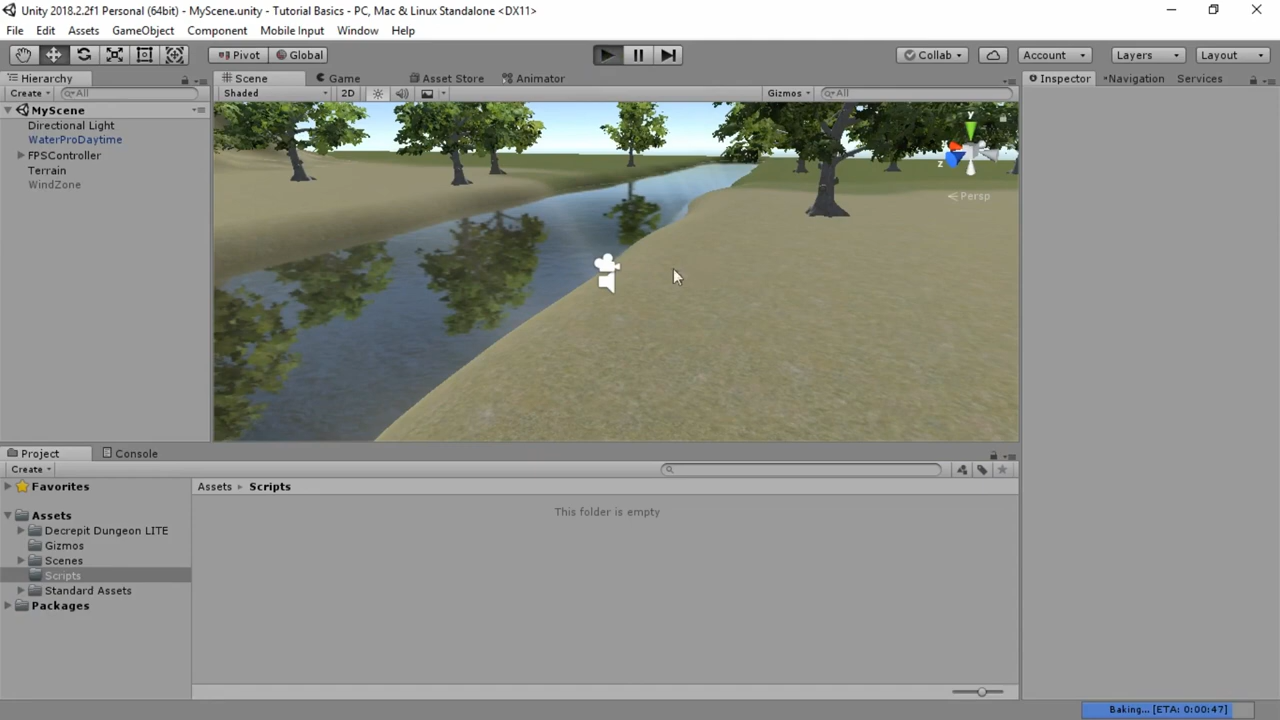 Unity 2018.2.2f1 Personal (64bit) - MyScene.unity - Tutorial Basics - PC, Mac & Linux Standalone <DX11>
File Edit Assets GameObject Component Mobile Input Window Help
Pivot Global Collab Account Layers Layout
Hierarchy Scene Game Asset Store Animator Inspector Navigation Services
Create All Shaded 2D Gizmos All
MyScene
Directional Light
WaterProDaytime
FPSController
Terrain
WindZone
y
x
z
Persp
Project Console
Create
Favorites
Assets
Decrepit Dungeon LITE
Gizmos
Scenes
Scripts
Standard Assets
Packages
Assets Scripts
This folder is empty
Baking... [ETA: 0:00:47]